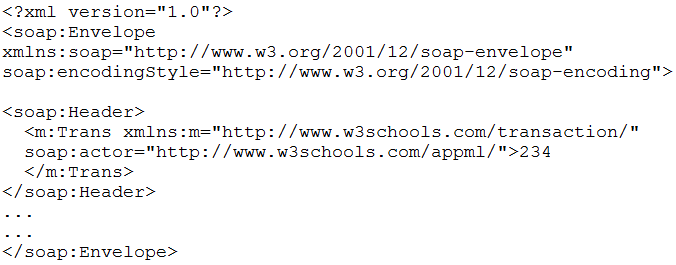 <?xml version="1.0"?>
<soap:Envelope
xmlns:soap="http://www.w3.org/2001/12/soap-envelope"
soap:encodingStyle="http://www.w3.org/2001/12/soap-encoding">
<soap:Header>
<m:Trans xmlns:m="http://www.w3schools.com/transaction/"
soap:actor="http://www.w3schools.com/appml/">234
</m:Trans>
</soap:Header>
...
...
</soap:Envelope>